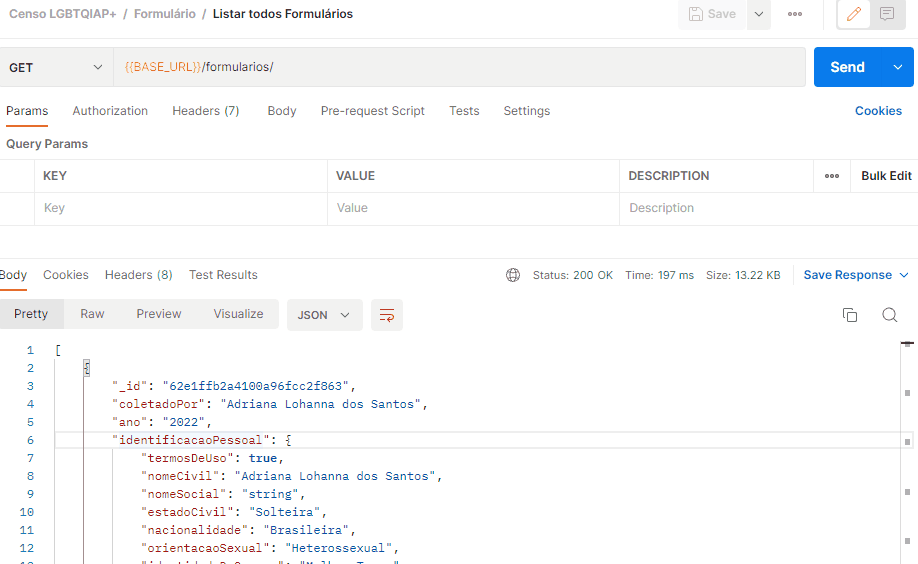 Censo LGBTQIAP+ / Formulário / Listar todos Formulários
Save
GET
{{BASE_URL}}/formularios/
Send
Params Authorization Headers (7) Body Pre-request Script Tests Settings Cookies
Query Params
KEY VALUE DESCRIPTION Bulk Edit
Key Value Description
Body Cookies Headers (8) Test Results Status: 200 OK Time: 197 ms Size: 13.22 KB Save Response
Pretty Raw Preview Visualize JSON
1 [
2 {
3 "_id": "62e1ffb2a4100a96fcc2f863",
4 "coletadoPor": "Adriana Lohanna dos Santos",
5 "ano": "2022",
6 "identificacaoPessoal": {
7 "termosDeUso": true,
8 "nomeCivil": "Adriana Lohanna dos Santos",
9 "nomeSocial": "string",
10 "estadoCivil": "Solteira",
11 "nacionalidade": "Brasileira",
12 "orientacaoSexual": "Heterossexual",